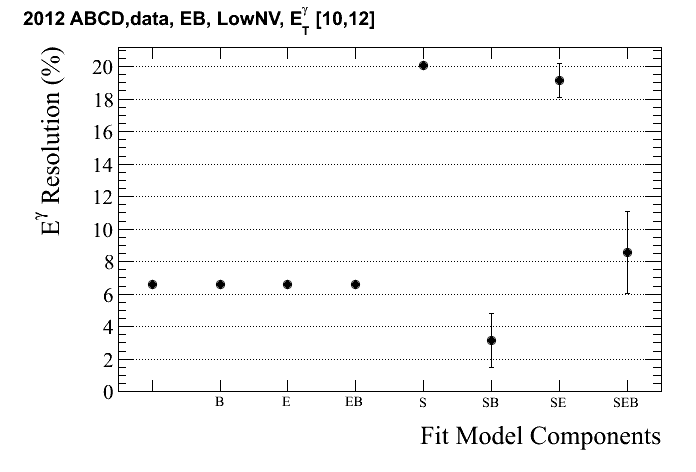 2012 ABCD,data, EB, LowNV, E_T^γ [10,12]
E^γ Resolution (%)
20
18
16
14
12
10
8
6
4
2
0
B E EB S SB SE SEB
Fit Model Components